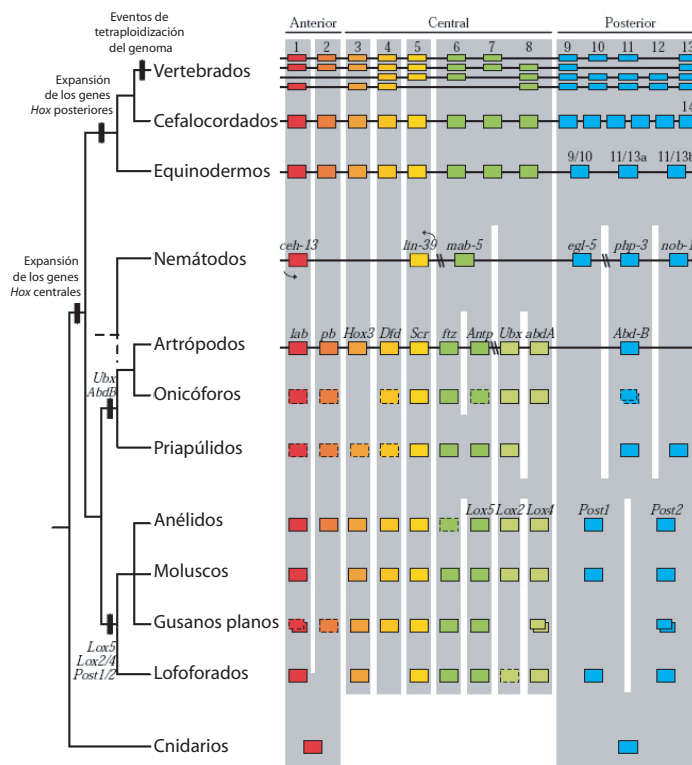 Eventos de
tetraploidización
del genoma
Anterior Central Posterior
1 2 3 4 5 6 7 8 9 10 11 12 13
Vertebrados
Expansión
de los genes
Hox posteriores
14
Cefalocordados
9/10 11/13a 11/13b
Equinodermos
ceh-13 lin-39 mab-5 egl-5 php-3 nob-1
Nemátodos
Expansión
de los genes
Hox centrales
lab pb Hox3 Dfd Scr ftz Antp Ubx abdA Abd-B
Artrópodos
Ubx
AbdB
Onicóforos
Priapúlidos
Lox5 Lox2 Lox4 Post1 Post2
Anélidos
Moluscos
Gusanos planos
Lox5
Lox2/4
Post1/2
Lofoforados
Cnidarios